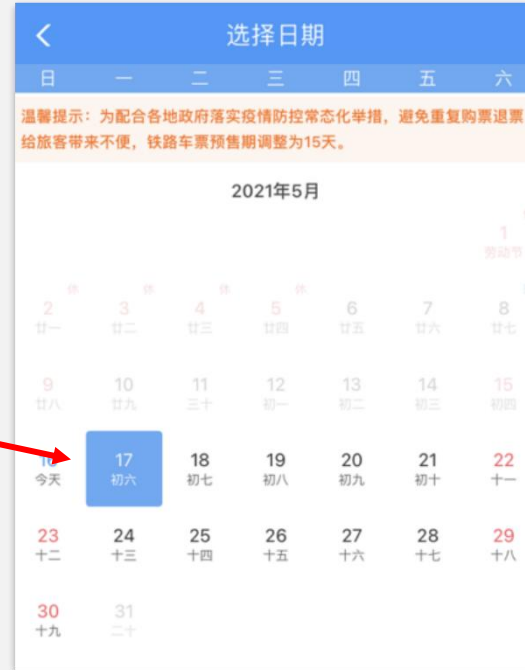 选择日期
日 一 二 三 四 五 六
温馨提示：为配合各地政府落实疫情防控常态化举措，避免重复购票退票
给旅客带来不便，铁路车票预售期调整为15天。
2021年5月
1
劳动节
休 休 休 休
2 3 4 5 6 7 8
廿一 廿二 廿三 廿四 廿五 廿六 廿七
9 10 11 12 13 14 15
廿八 廿九 三十 初一 初二 初三 初四
17 18 19 20 21 22
今天 初六 初七 初八 初九 初十 十一
23 24 25 26 27 28 29
十二 十三 十四 十五 十六 十七 十八
30 31
十九 二十